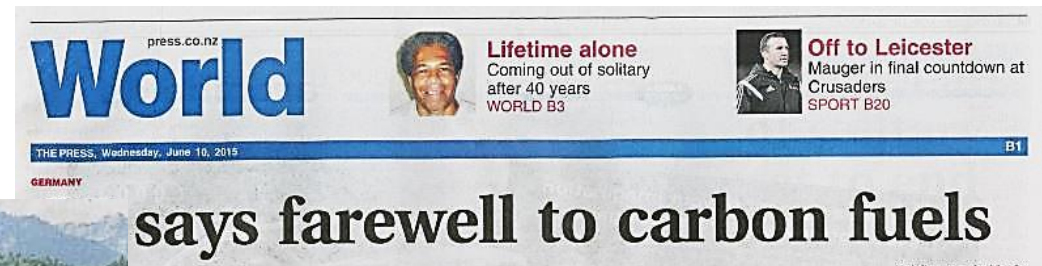 press.co.nz
World
Lifetime alone
Coming out of solitary
after 40 years
WORLD B3
Off to Leicester
Mauger in final countdown at
Crusaders
SPORT B20
THE PRESS, Wednesday, June 10, 2015
B1
GERMANY
says farewell to carbon fuels